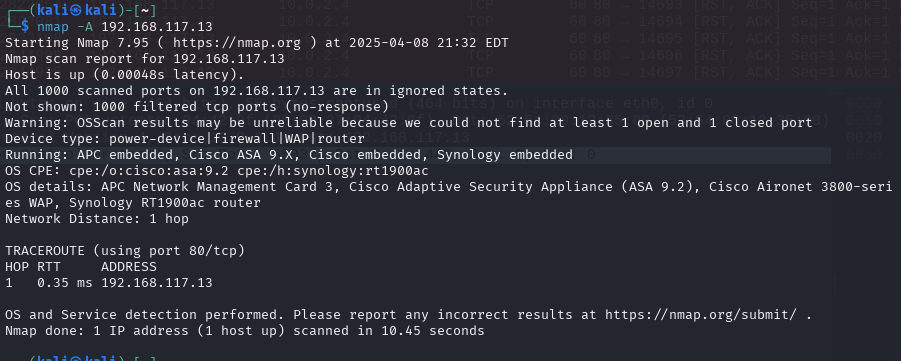 ┌──(kali㉿kali)-[~]
└─$ nmap -A 192.168.117.13
Starting Nmap 7.95 ( https://nmap.org ) at 2025-04-08 21:32 EDT
Nmap scan report for 192.168.117.13
Host is up (0.00048s latency).
All 1000 scanned ports on 192.168.117.13 are in ignored states.
Not shown: 1000 filtered tcp ports (no-response)
Warning: OSScan results may be unreliable because we could not find at least 1 open and 1 closed port
Device type: power-device|firewall|WAP|router
Running: APC embedded, Cisco ASA 9.X, Cisco embedded, Synology embedded
OS CPE: cpe:/o:cisco:asa:9.2 cpe:/h:synology:rt1900ac
OS details: APC Network Management Card 3, Cisco Adaptive Security Appliance (ASA 9.2), Cisco Aironet 3800-seri
es WAP, Synology RT1900ac router
Network Distance: 1 hop
TRACEROUTE (using port 80/tcp)
HOP RTT     ADDRESS
1   0.35 ms 192.168.117.13
OS and Service detection performed. Please report any incorrect results at https://nmap.org/submit/ .
Nmap done: 1 IP address (1 host up) scanned in 10.45 seconds